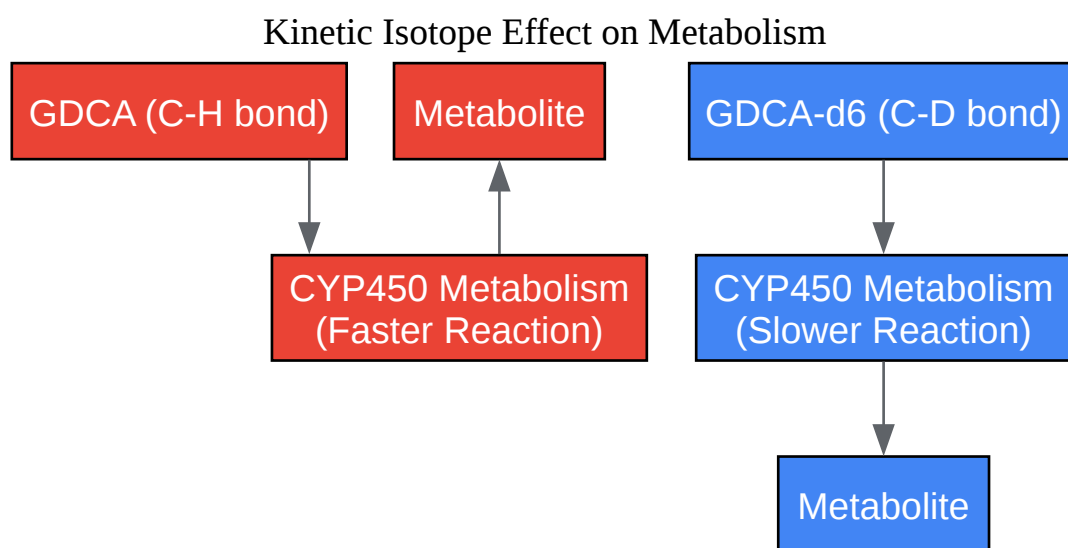 Kinetic Isotope Effect on Metabolism
GDCA (C-H bond)
Metabolite
GDCA-d6 (C-D bond)
CYP450 Metabolism
(Faster Reaction)
CYP450 Metabolism
(Slower Reaction)
Metabolite